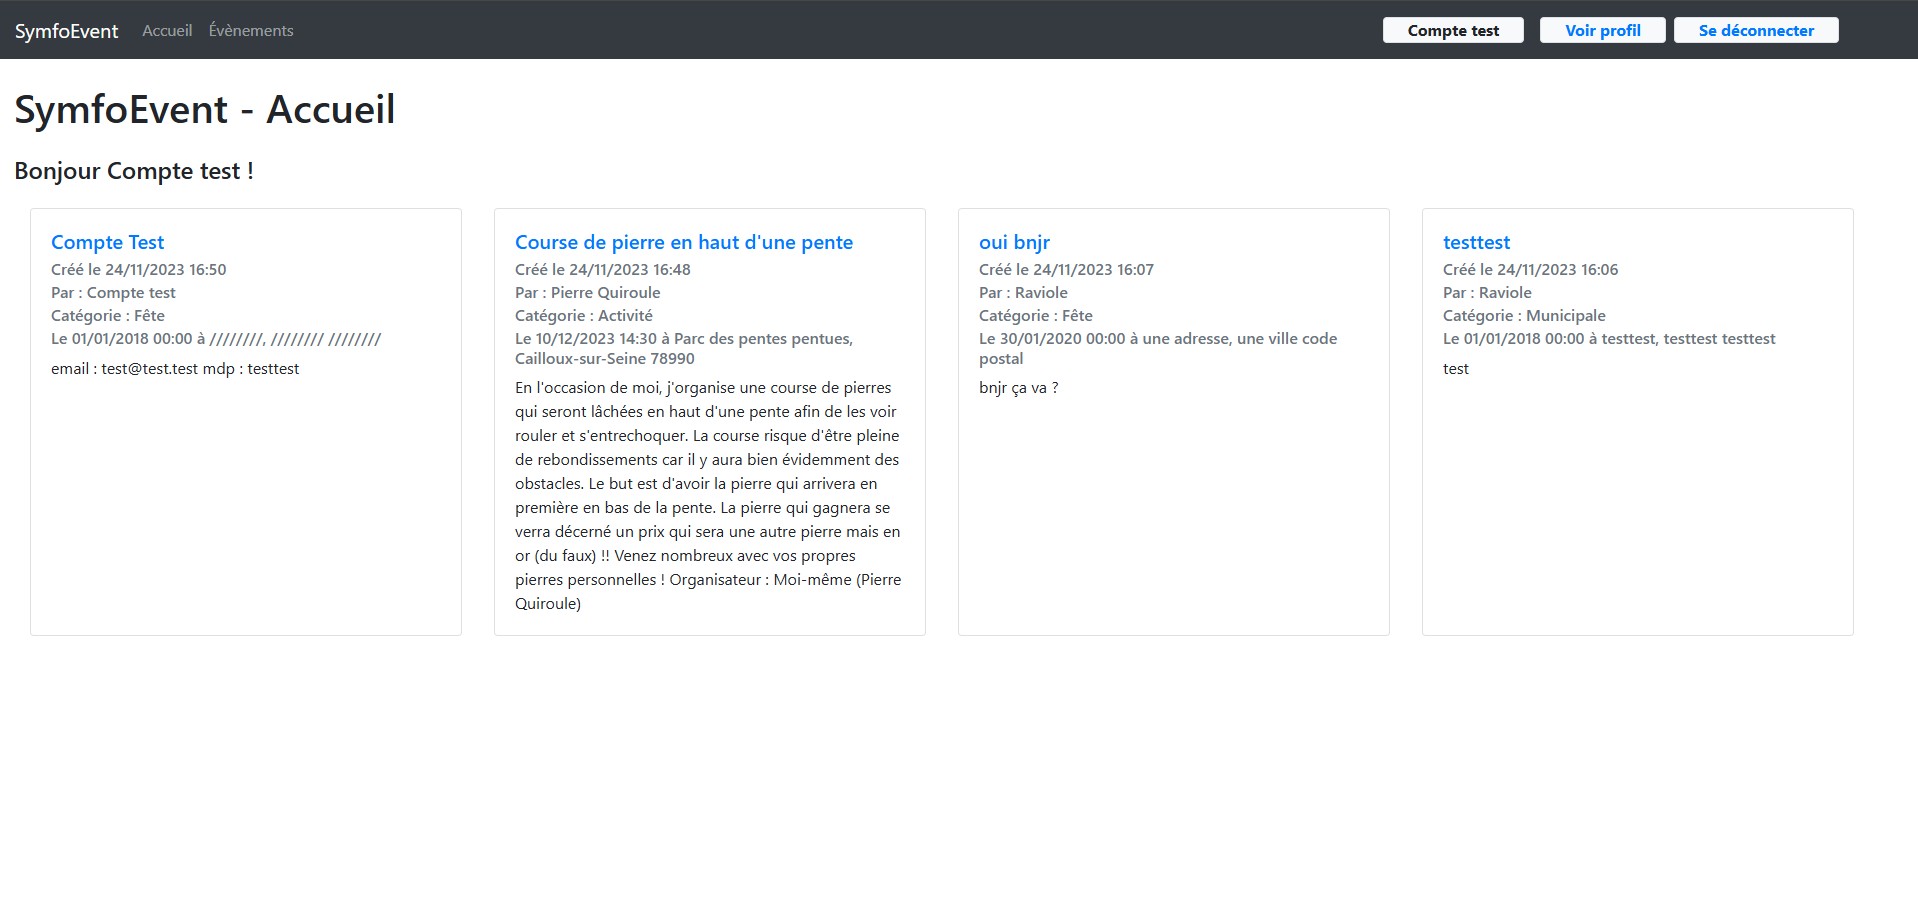 SymfoEvent Accueil Évènements Compte test Voir profil Se déconnecter
SymfoEvent - Accueil
Bonjour Compte test !
Compte Test
Créé le 24/11/2023 16:50
Par : Compte test
Catégorie : Fête
Le 01/01/2018 00:00 à ////////, //////// ////////
email : test@test.test mdp : testtest
Course de pierre en haut d'une pente
Créé le 24/11/2023 16:48
Par : Pierre Quiroule
Catégorie : Activité
Le 10/12/2023 14:30 à Parc des pentes pentues,
Cailloux-sur-Seine 78990
En l'occasion de moi, j'organise une course de pierres
qui seront lâchées en haut d'une pente afin de les voir
rouler et s'entrechoquer. La course risque d'être pleine
de rebondissements car il y aura bien évidemment des
obstacles. Le but est d'avoir la pierre qui arrivera en
première en bas de la pente. La pierre qui gagnera se
verra décerné un prix qui sera une autre pierre mais en
or (du faux) !! Venez nombreux avec vos propres
pierres personnelles ! Organisateur : Moi-même (Pierre
Quiroule)
oui bnjr
Créé le 24/11/2023 16:07
Par : Raviole
Catégorie : Fête
Le 30/01/2020 00:00 à une adresse, une ville code
postal
bnjr ça va ?
testtest
Créé le 24/11/2023 16:06
Par : Raviole
Catégorie : Municipale
Le 01/01/2018 00:00 à testtest, testtest testtest
test